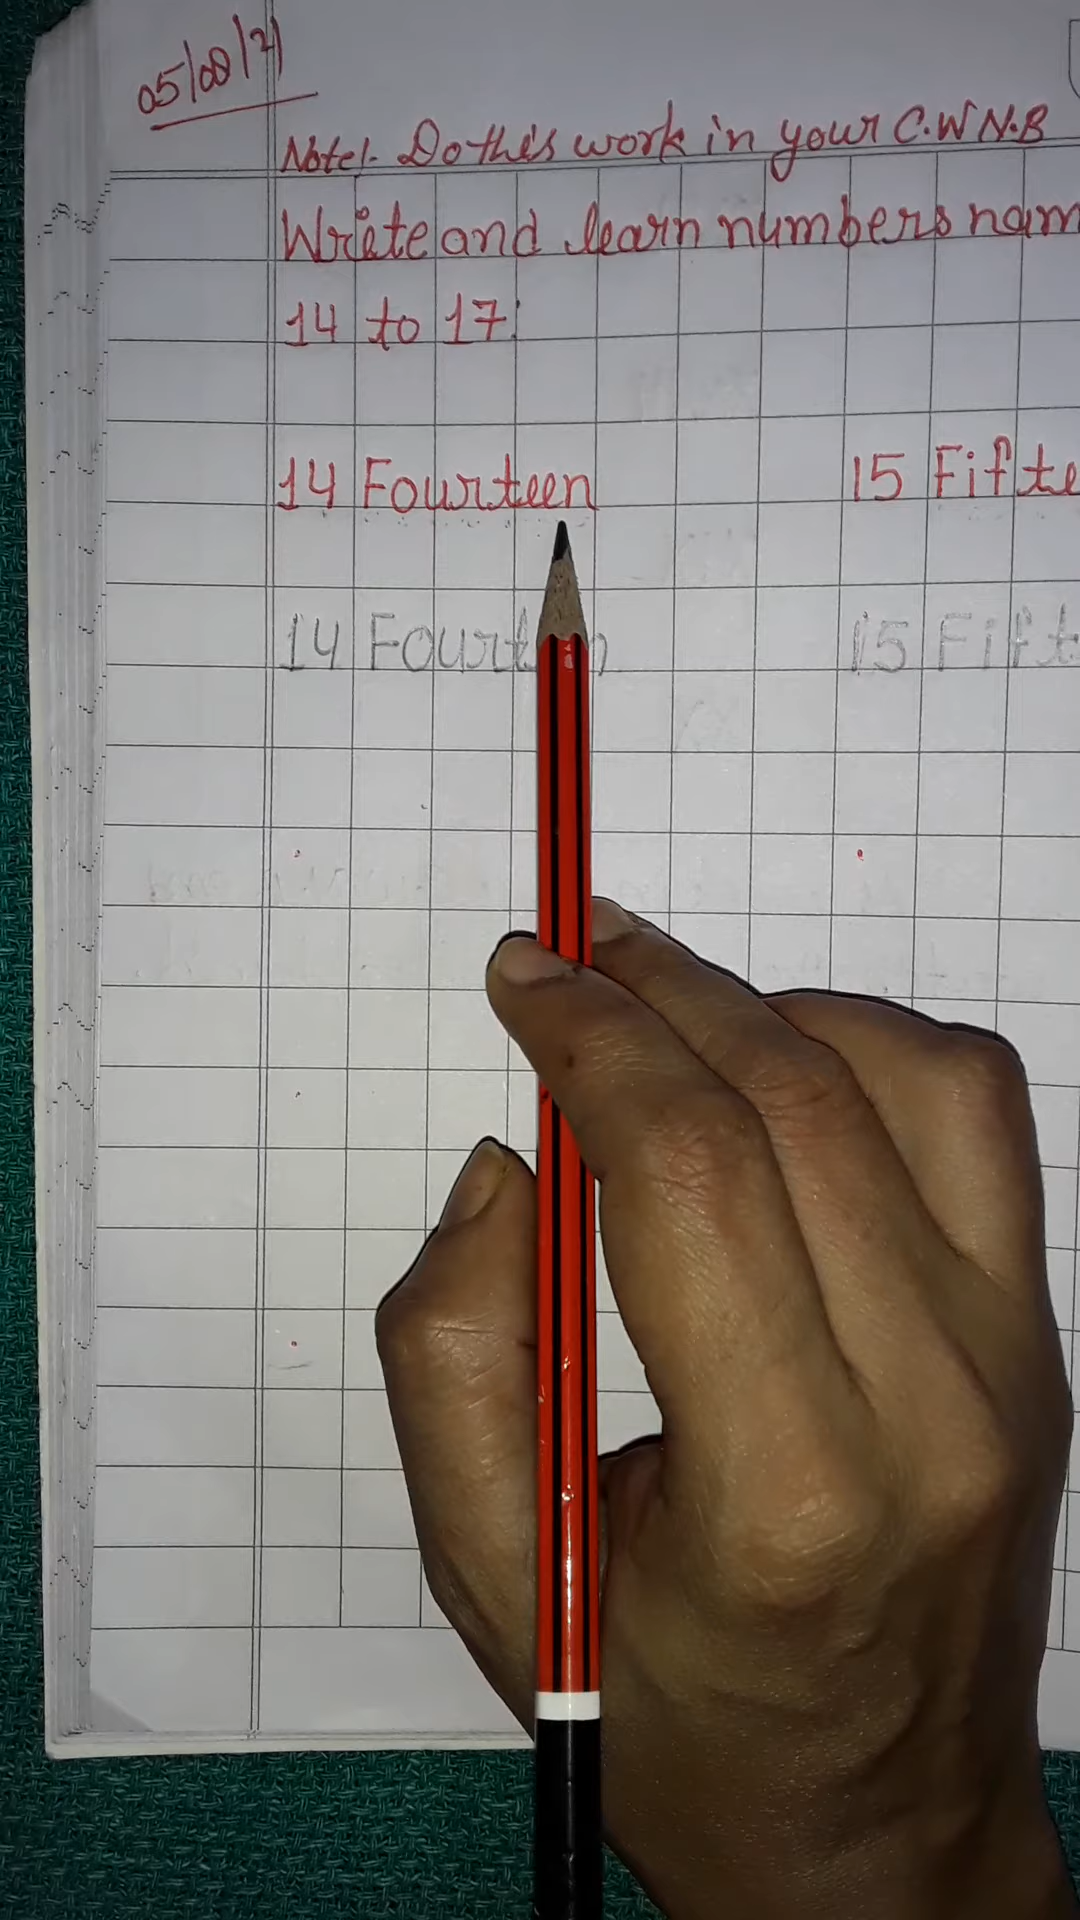 05/08/21
Note:- Do this work in your C.W N.B
Write and learn numbers nam
14 to 17.
14 Fourteen 15 Fifte
14 Fourt n 15 Fift